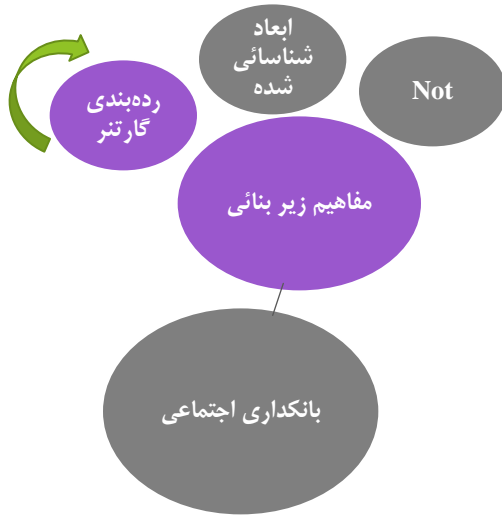 ابعاد
شناسائی
شده
Not
رده‌بندی
گارتنر
مفاهیم زیر بنائی
بانکداری اجتماعی